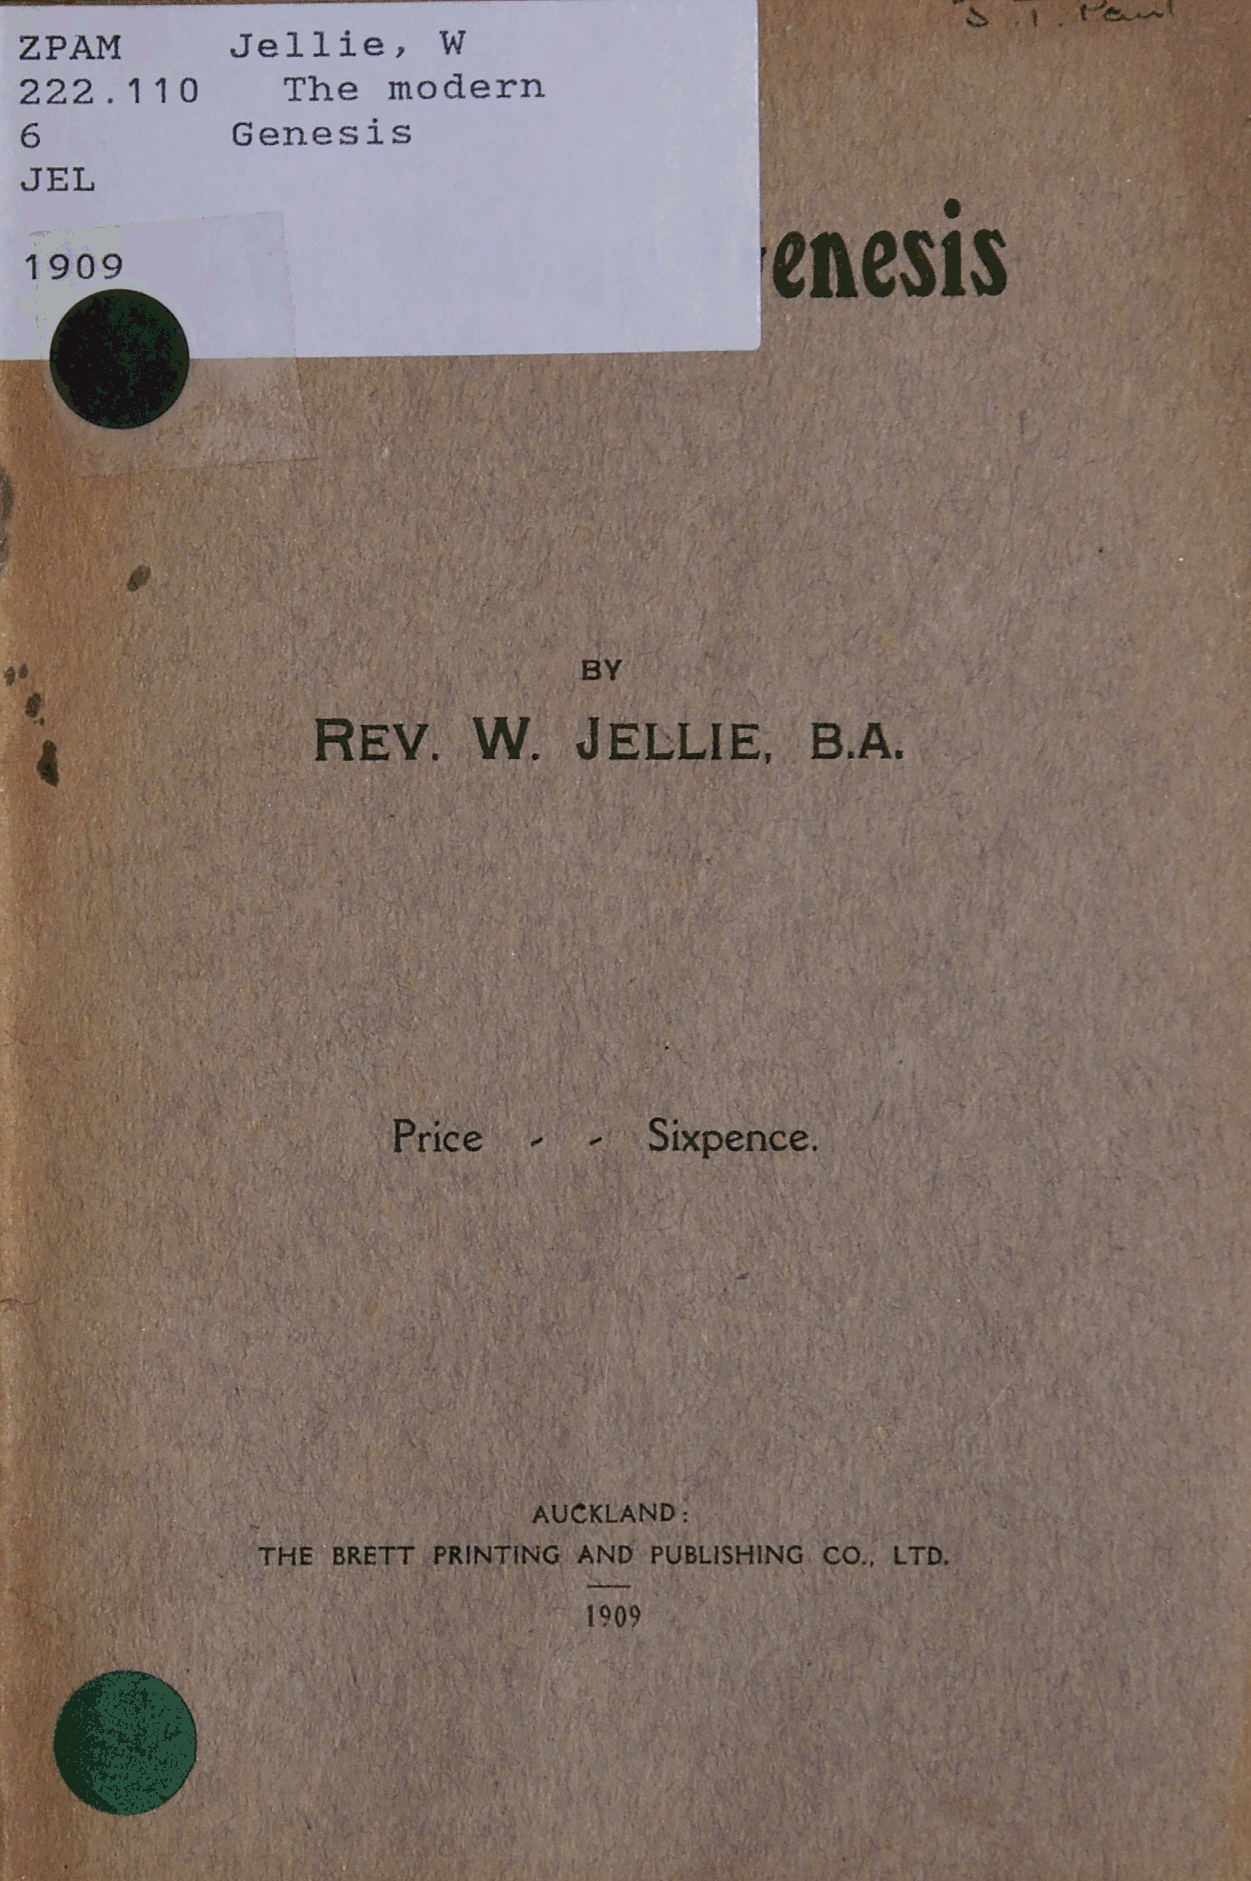 S. T. Paul
ZPAM Jellie, W
222.110 The modern
6 Genesis
JEL
1909
enesis
BY
REV. W. JELLIE, B.A.
Price - - Sixpence.
AUCKLAND:
THE BRETT PRINTING AND PUBLISHING CO., LTD.
1909